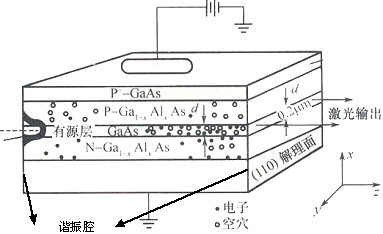 P⁻-GaAs
P-Ga₁₋ₓAlₓAs
d
有源层
GaAs
N-Ga₁₋ₓAlₓAs
d
0.2μm
激光输出
(110) 解理面
x
y
z
谐振腔
•电子
○空穴